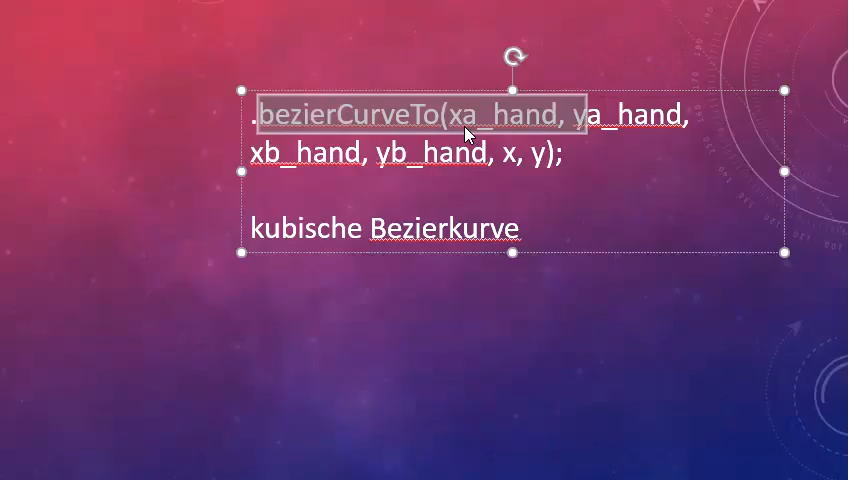 .bezierCurveTo(xa_hand, ya_hand,
xb_hand, yb_hand, x, y);
kubische Bezierkurve